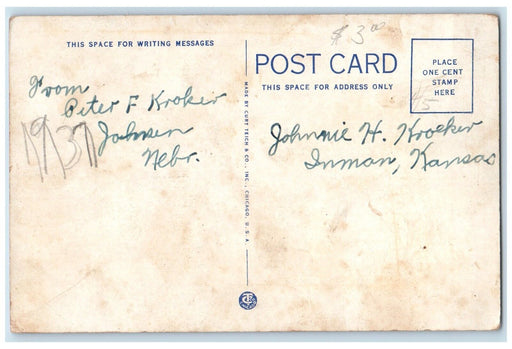 THIS SPACE FOR WRITING MESSAGES
From
Peter F Kroker
Johnsen
Nebr.
1937
MADE BY CURT TEICH & CO., INC., CHICAGO, U.S.A.
$3.00
POST CARD
THIS SPACE FOR ADDRESS ONLY
PLACE
ONE CENT
STAMP
HERE
Johnnie H. Kroeker
Inman, Kansas